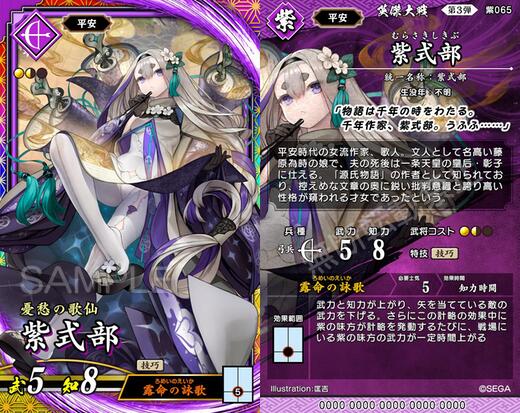 平安
SAMPLE
憂愁の歌仙
紫式部
技巧
武5 知8
ろめいのえいか
露命の詠歌
5
紫
平安
英傑大戦
第3弾
紫065
むらさきしきぶ
紫式部
統一名称：紫式部
生没年 不明
「物語は千年の時をわたる。
千年作家、紫式部。うふふ……」
平安時代の女流作家、歌人。文人として名高い藤
原為時の娘で、夫の死後は一条天皇の皇后・彰子
に仕える。「源氏物語」の作者として知られてお
り、控えめな文章の奥に鋭い批判意識と誇り高い
性格が窺われる才女であったという。
兵種 武力 知力 武将コスト
弓兵 5 8 特技 技巧
ろめいのえいか 必要士気 効果時間
露命の詠歌 5 知力時間
効果範囲
武力と知力が上がり、矢を当てている敵の
武力を下げる。さらにこの計略の効果中に
紫の味方が計略を発動するたびに、戦場に
いる紫の味方の武力が一定時間上がる
Illustration:匡吉
©SEGA
0000 0000 0000 0000 0000